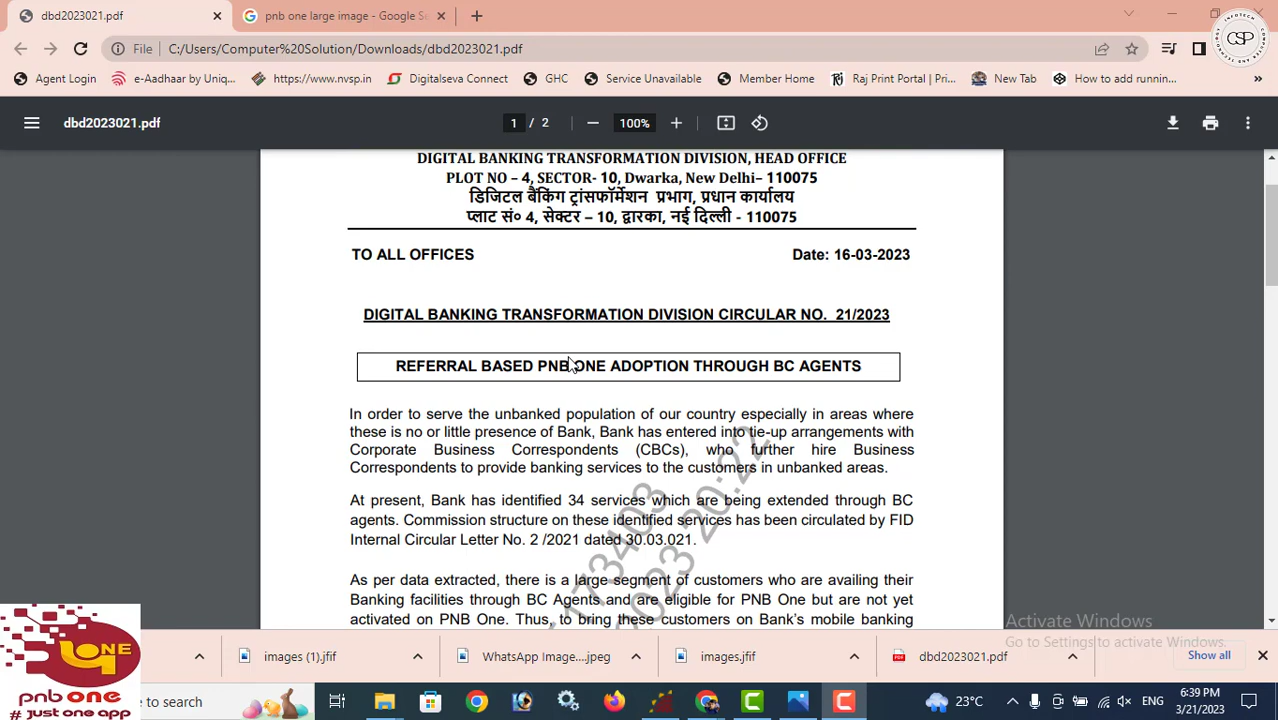 dbd2023021.pdf
pnb one large image - Google Se
INFOTECH
CSP
File C:/Users/Computer%20Solution/Downloads/dbd2023021.pdf
Agent Login e-Aadhaar by Uniq... https://www.nvsp.in Digitalseva Connect GHC Service Unavailable Member Home Raj Print Portal | Pri... New Tab How to add runnin... »
dbd2023021.pdf 1 / 2 100%
DIGITAL BANKING TRANSFORMATION DIVISION, HEAD OFFICE
PLOT NO – 4, SECTOR- 10, Dwarka, New Delhi– 110075
डिजिटल बैंकिंग ट्रांसफॉर्मेशन प्रभाग, प्रधान कार्यालय
प्लाट सं० 4, सेक्टर – 10, द्वारका, नई दिल्ली - 110075
TO ALL OFFICES Date: 16-03-2023
DIGITAL BANKING TRANSFORMATION DIVISION CIRCULAR NO. 21/2023
REFERRAL BASED PNB ONE ADOPTION THROUGH BC AGENTS
In order to serve the unbanked population of our country especially in areas where
these is no or little presence of Bank, Bank has entered into tie-up arrangements with
Corporate Business Correspondents (CBCs), who further hire Business
Correspondents to provide banking services to the customers in unbanked areas.
At present, Bank has identified 34 services which are being extended through BC
agents. Commission structure on these identified services has been circulated by FID
Internal Circular Letter No. 2 /2021 dated 30.03.021.
As per data extracted, there is a large segment of customers who are availing their
Banking facilities through BC Agents and are eligible for PNB One but are not yet
activated on PNB One. Thus, to bring these customers on Bank's mobile banking
173403
2023 20:22
Activate Windows
Go to Settings to activate Windows.
ONE
pnb one
# just one app
images (1).jfif WhatsApp Image....jpeg images.jfif dbd2023021.pdf Show all
to search 23°C ENG 6:39 PM
3/21/2023